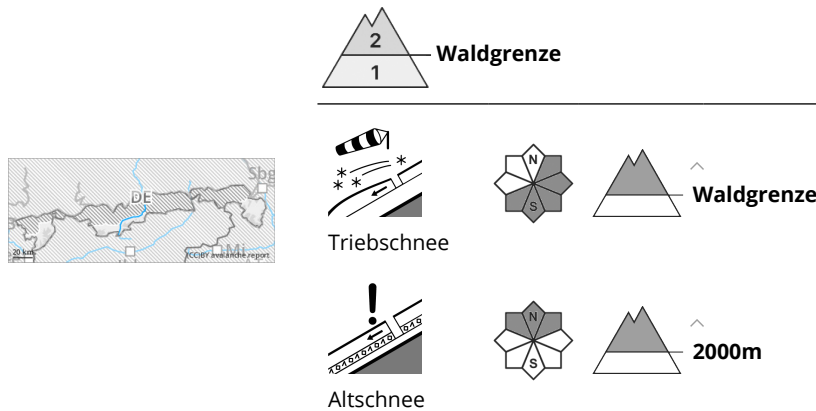 2
Waldgrenze
1
Sbg
DE
Mi
20 km
(CC)BY avalanche.report
N
S
Waldgrenze
Triebschnee
N
S
2000m
Altschnee